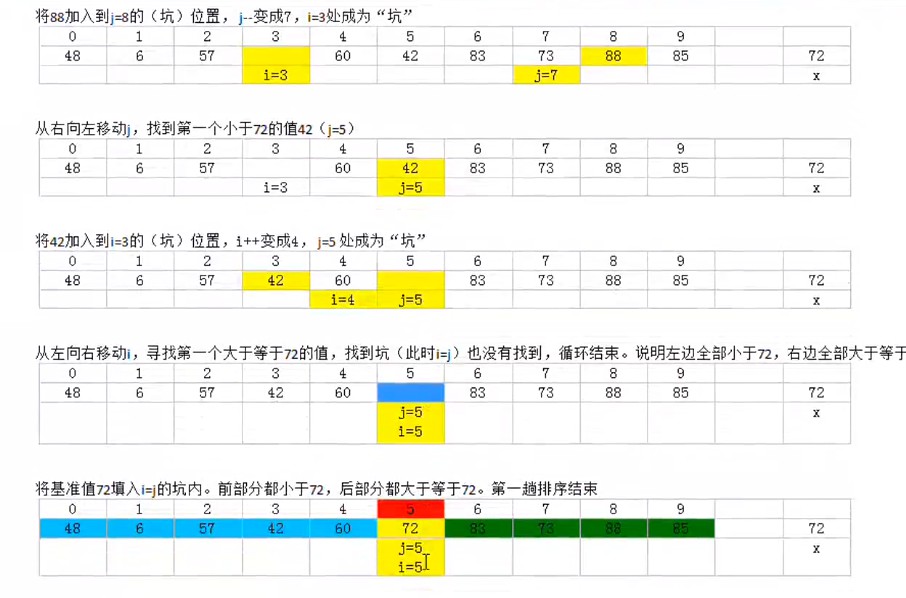 将88加入到j=8的（坑）位置，j--变成7，i=3处成为“坑”
0 1 2 3 4 5 6 7 8 9
48 6 57 60 42 83 73 88 85 72
i=3 j=7 x
从右向左移动j，找到第一个小于72的值42（j=5）
0 1 2 3 4 5 6 7 8 9
48 6 57 60 42 83 73 88 85 72
i=3 j=5 x
将42加入到i=3的（坑）位置，i++变成4，j=5 处成为“坑”
0 1 2 3 4 5 6 7 8 9
48 6 57 42 60 83 73 88 85 72
i=4 j=5 x
从左向右移动i，寻找第一个大于等于72的值，找到坑（此时i=j）也没有找到，循环结束。说明左边全部小于72，右边全部大于等于
0 1 2 3 4 5 6 7 8 9
48 6 57 42 60 83 73 88 85 72
j=5 x
i=5
将基准值72填入i=j的坑内。前部分都小于72，后部分都大于等于72。第一趟排序结束
0 1 2 3 4 5 6 7 8 9
48 6 57 42 60 72 83 73 88 85 72
j=5 x
i=5